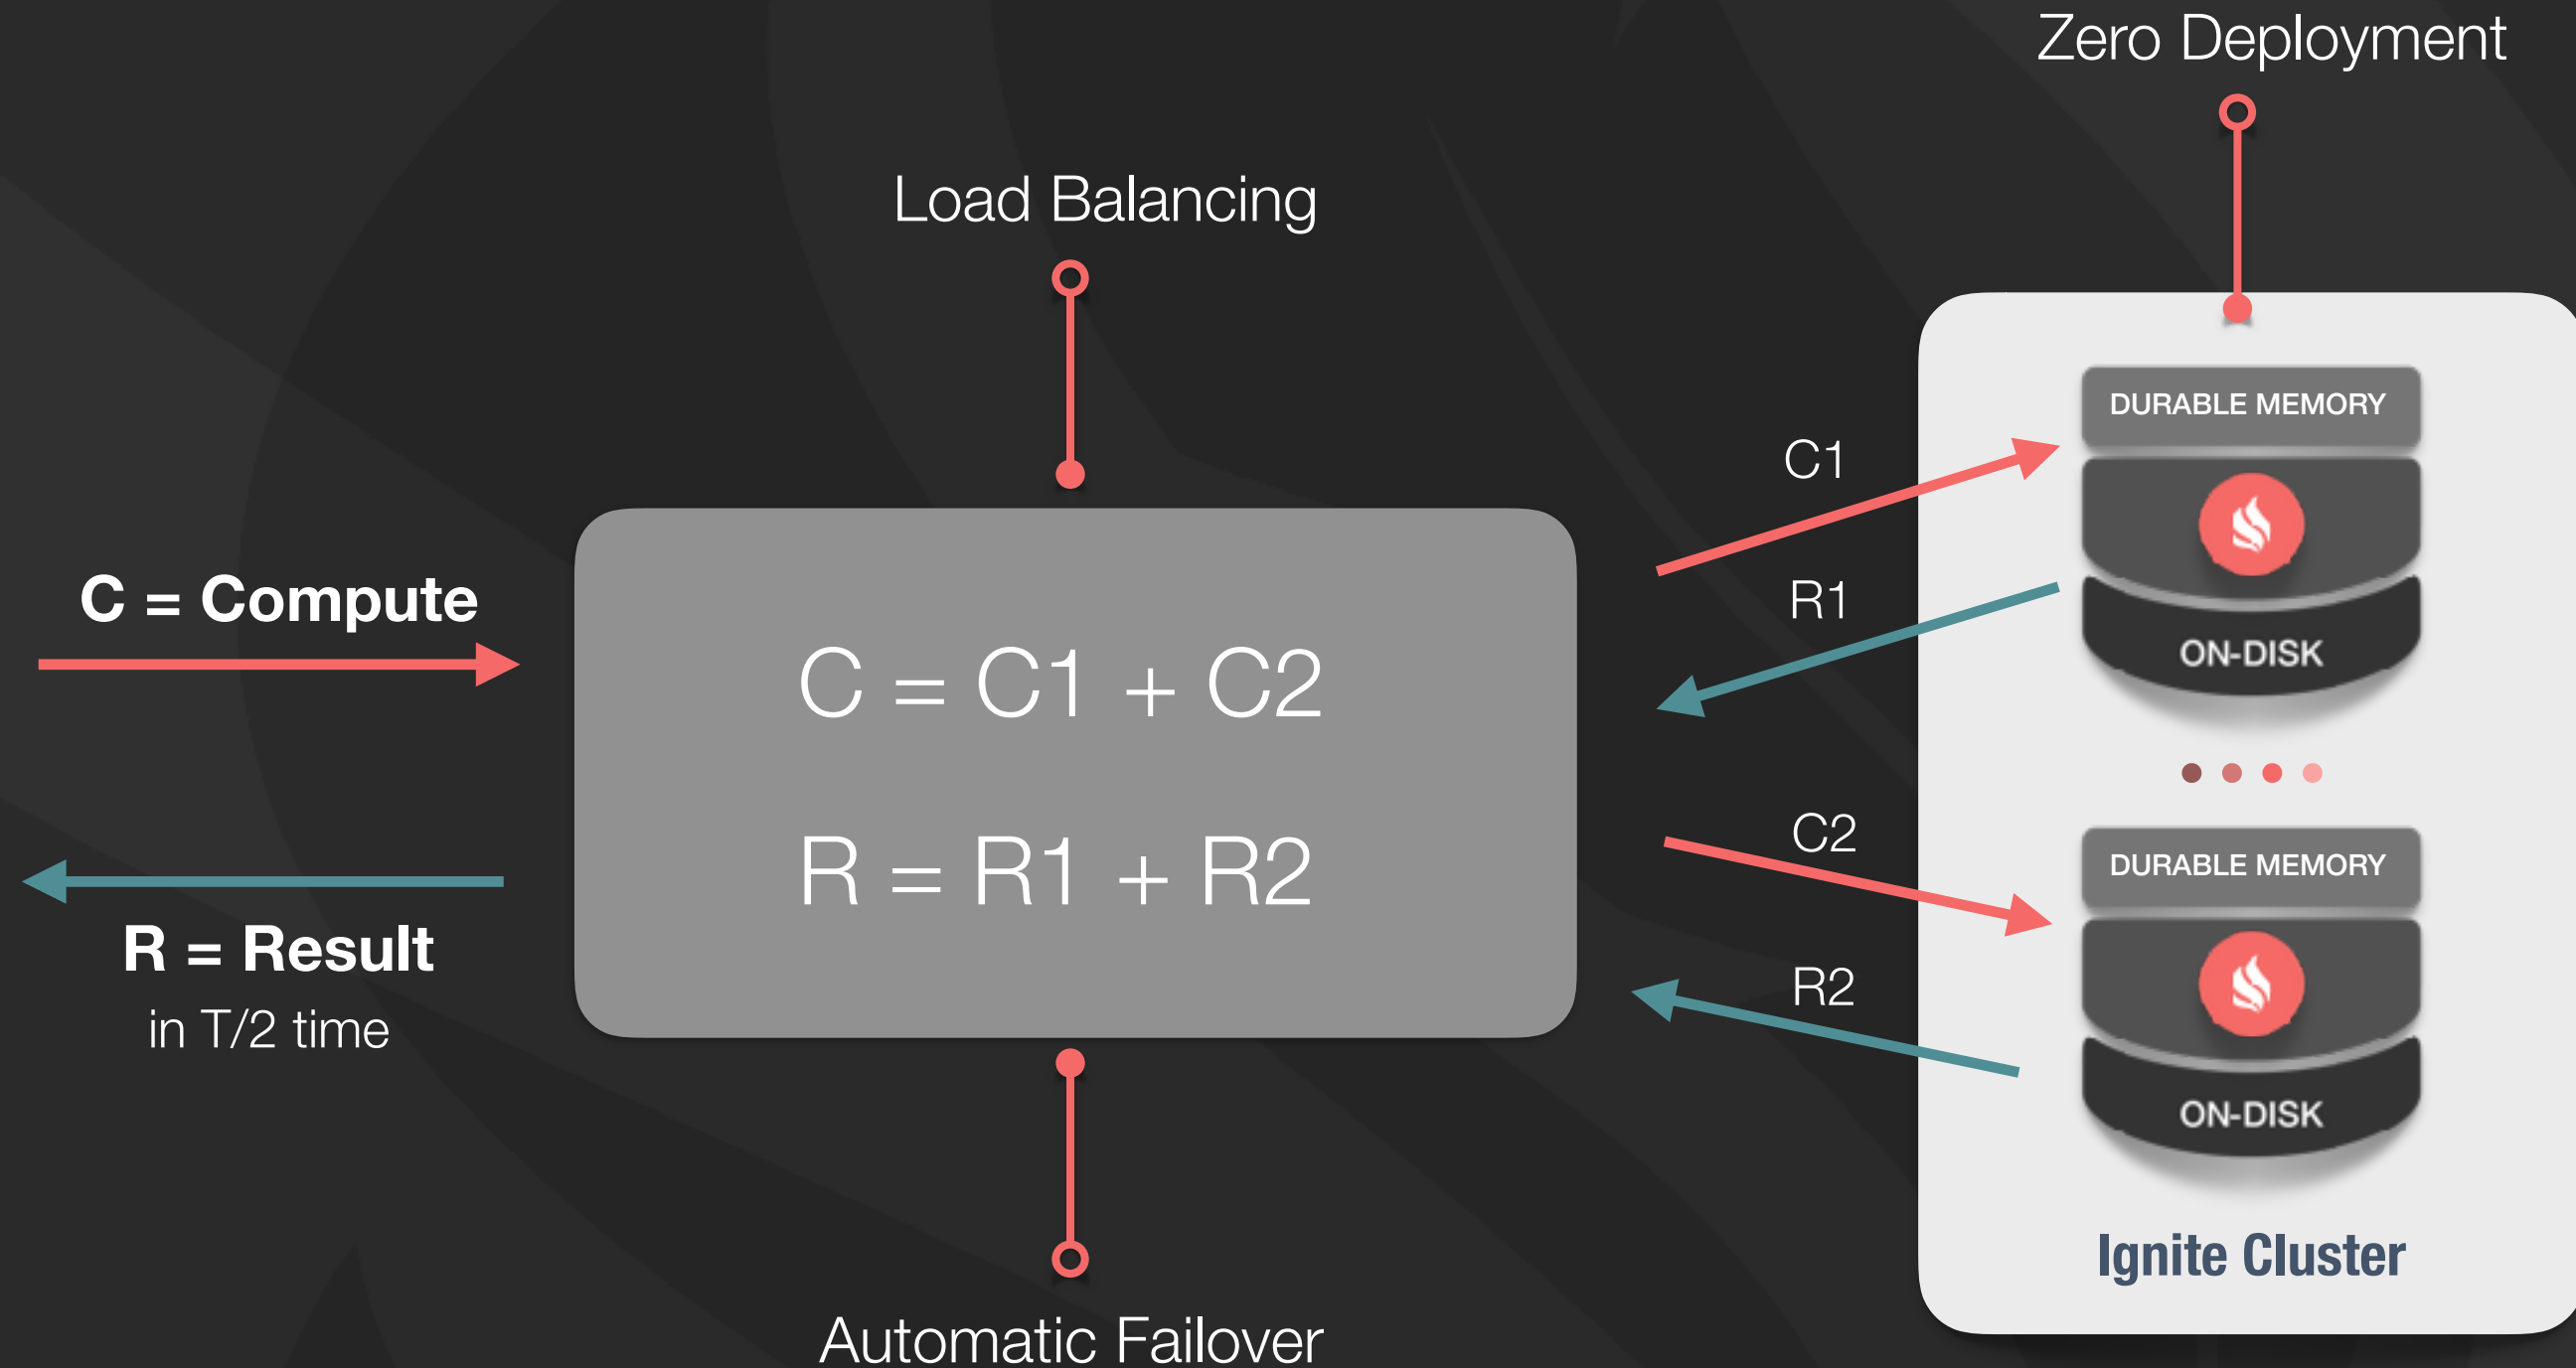 Zero Deployment
Load Balancing
C = Compute
R = Result
in T/2 time
C = C1 + C2
R = R1 + R2
Automatic Failover
C1
R1
C2
R2
DURABLE MEMORY
ON-DISK
DURABLE MEMORY
ON-DISK
Ignite Cluster